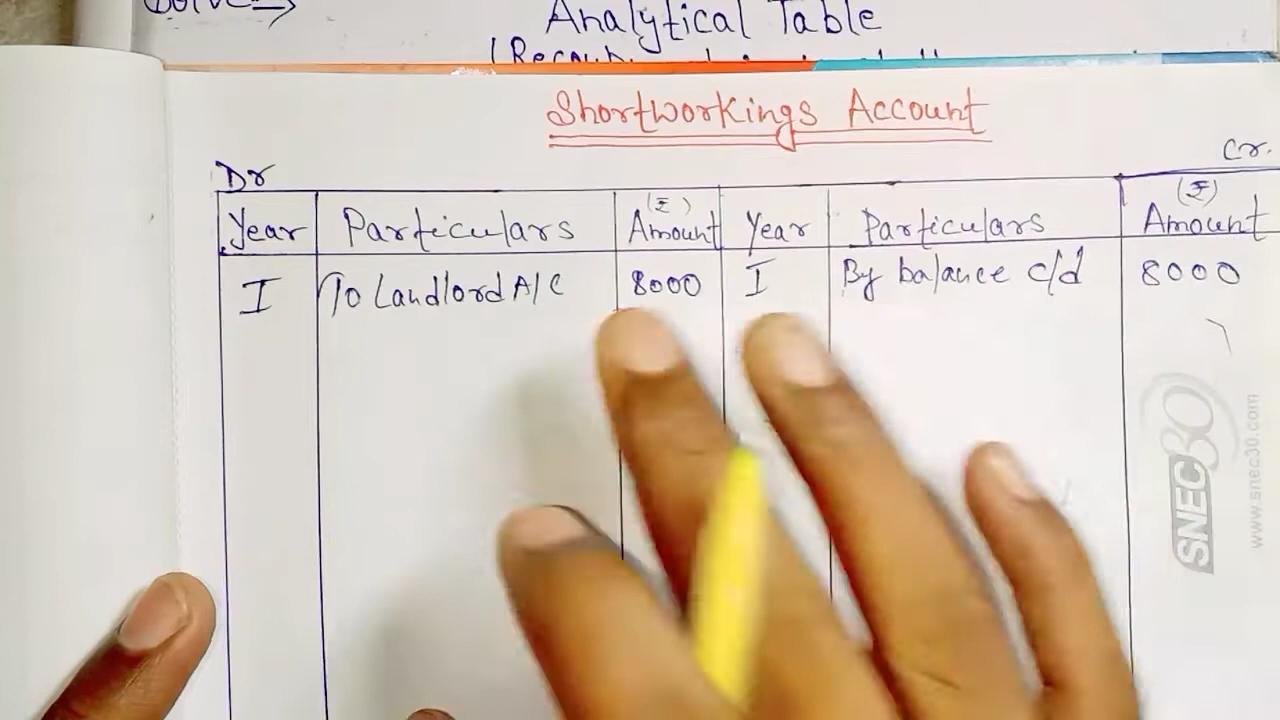 Solve
Analytical Table
Shortworkings Account
Dr
Cr.
Year Particulars (₹) Amount Year Particulars (₹) Amount
I To Landlord A/C 8000 I By balance c/d 8000
SNEC30
www.snec30.com